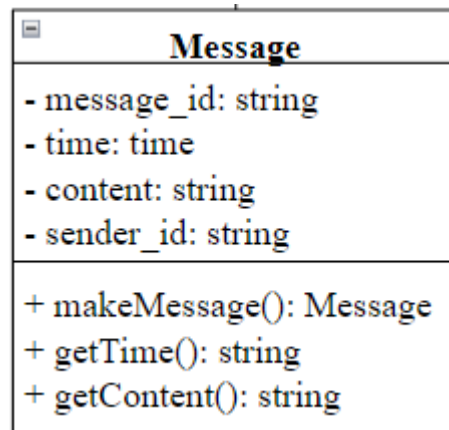 Message
- message_id: string
- time: time
- content: string
- sender_id: string
+ makeMessage(): Message
+ getTime(): string
+ getContent(): string